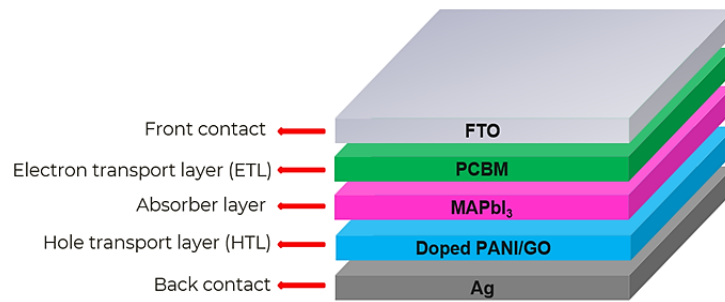 Front contact FTO
Electron transport layer (ETL) PCBM
Absorber layer MAPbI₃
Hole transport layer (HTL) Doped PANI/GO
Back contact Ag